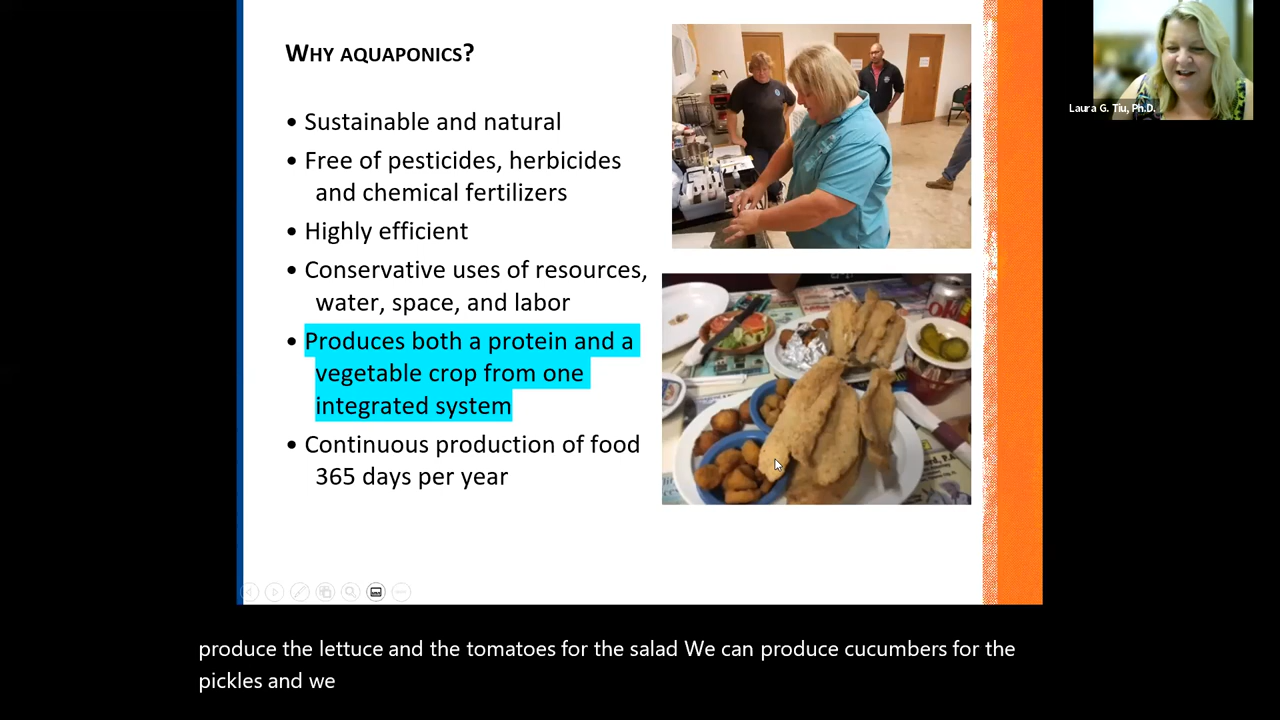 WHY AQUAPONICS?
• Sustainable and natural
• Free of pesticides, herbicides
and chemical fertilizers
• Highly efficient
• Conservative uses of resources,
water, space, and labor
• Produces both a protein and a
vegetable crop from one
integrated system
• Continuous production of food
365 days per year
Laura G. Tiu, Ph.D.
produce the lettuce and the tomatoes for the salad We can produce cucumbers for the
pickles and we